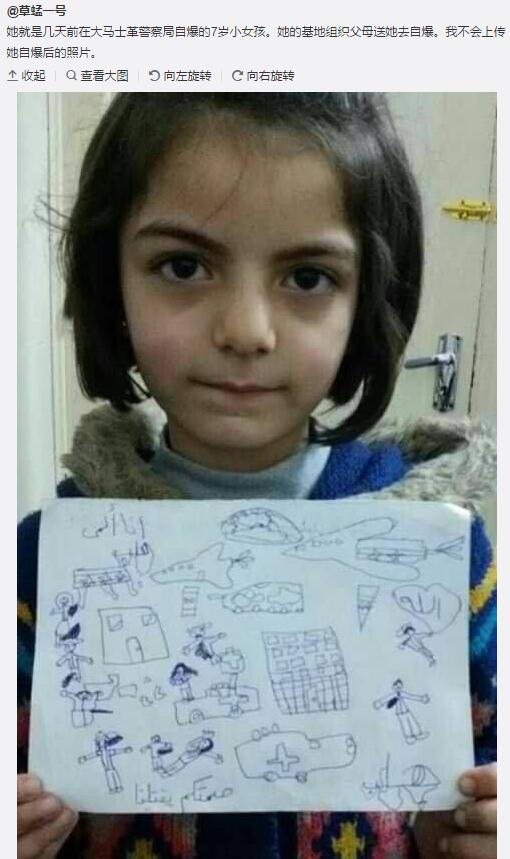 @草蜢一号
她就是几天前在大马士革警察局自爆的7岁小女孩。她的基地组织父母送她去自爆。我不会上传
她自爆后的照片。
收起 查看大图 向左旋转 向右旋转
صمتكم يقتلنا